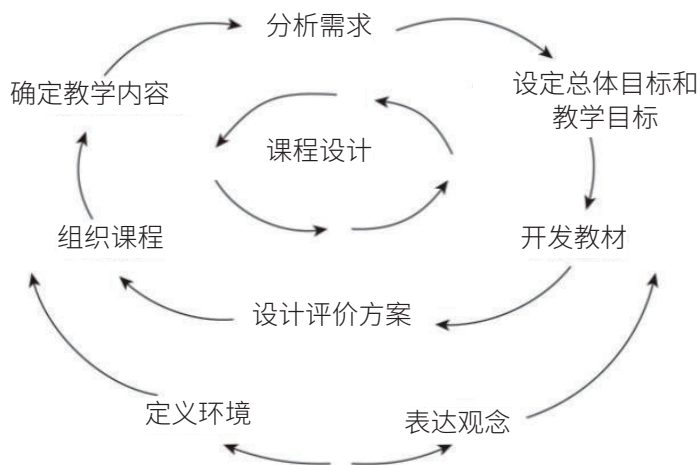 分析需求
确定教学内容
设定总体目标和
教学目标
课程设计
组织课程
开发教材
设计评价方案
定义环境
表达观念